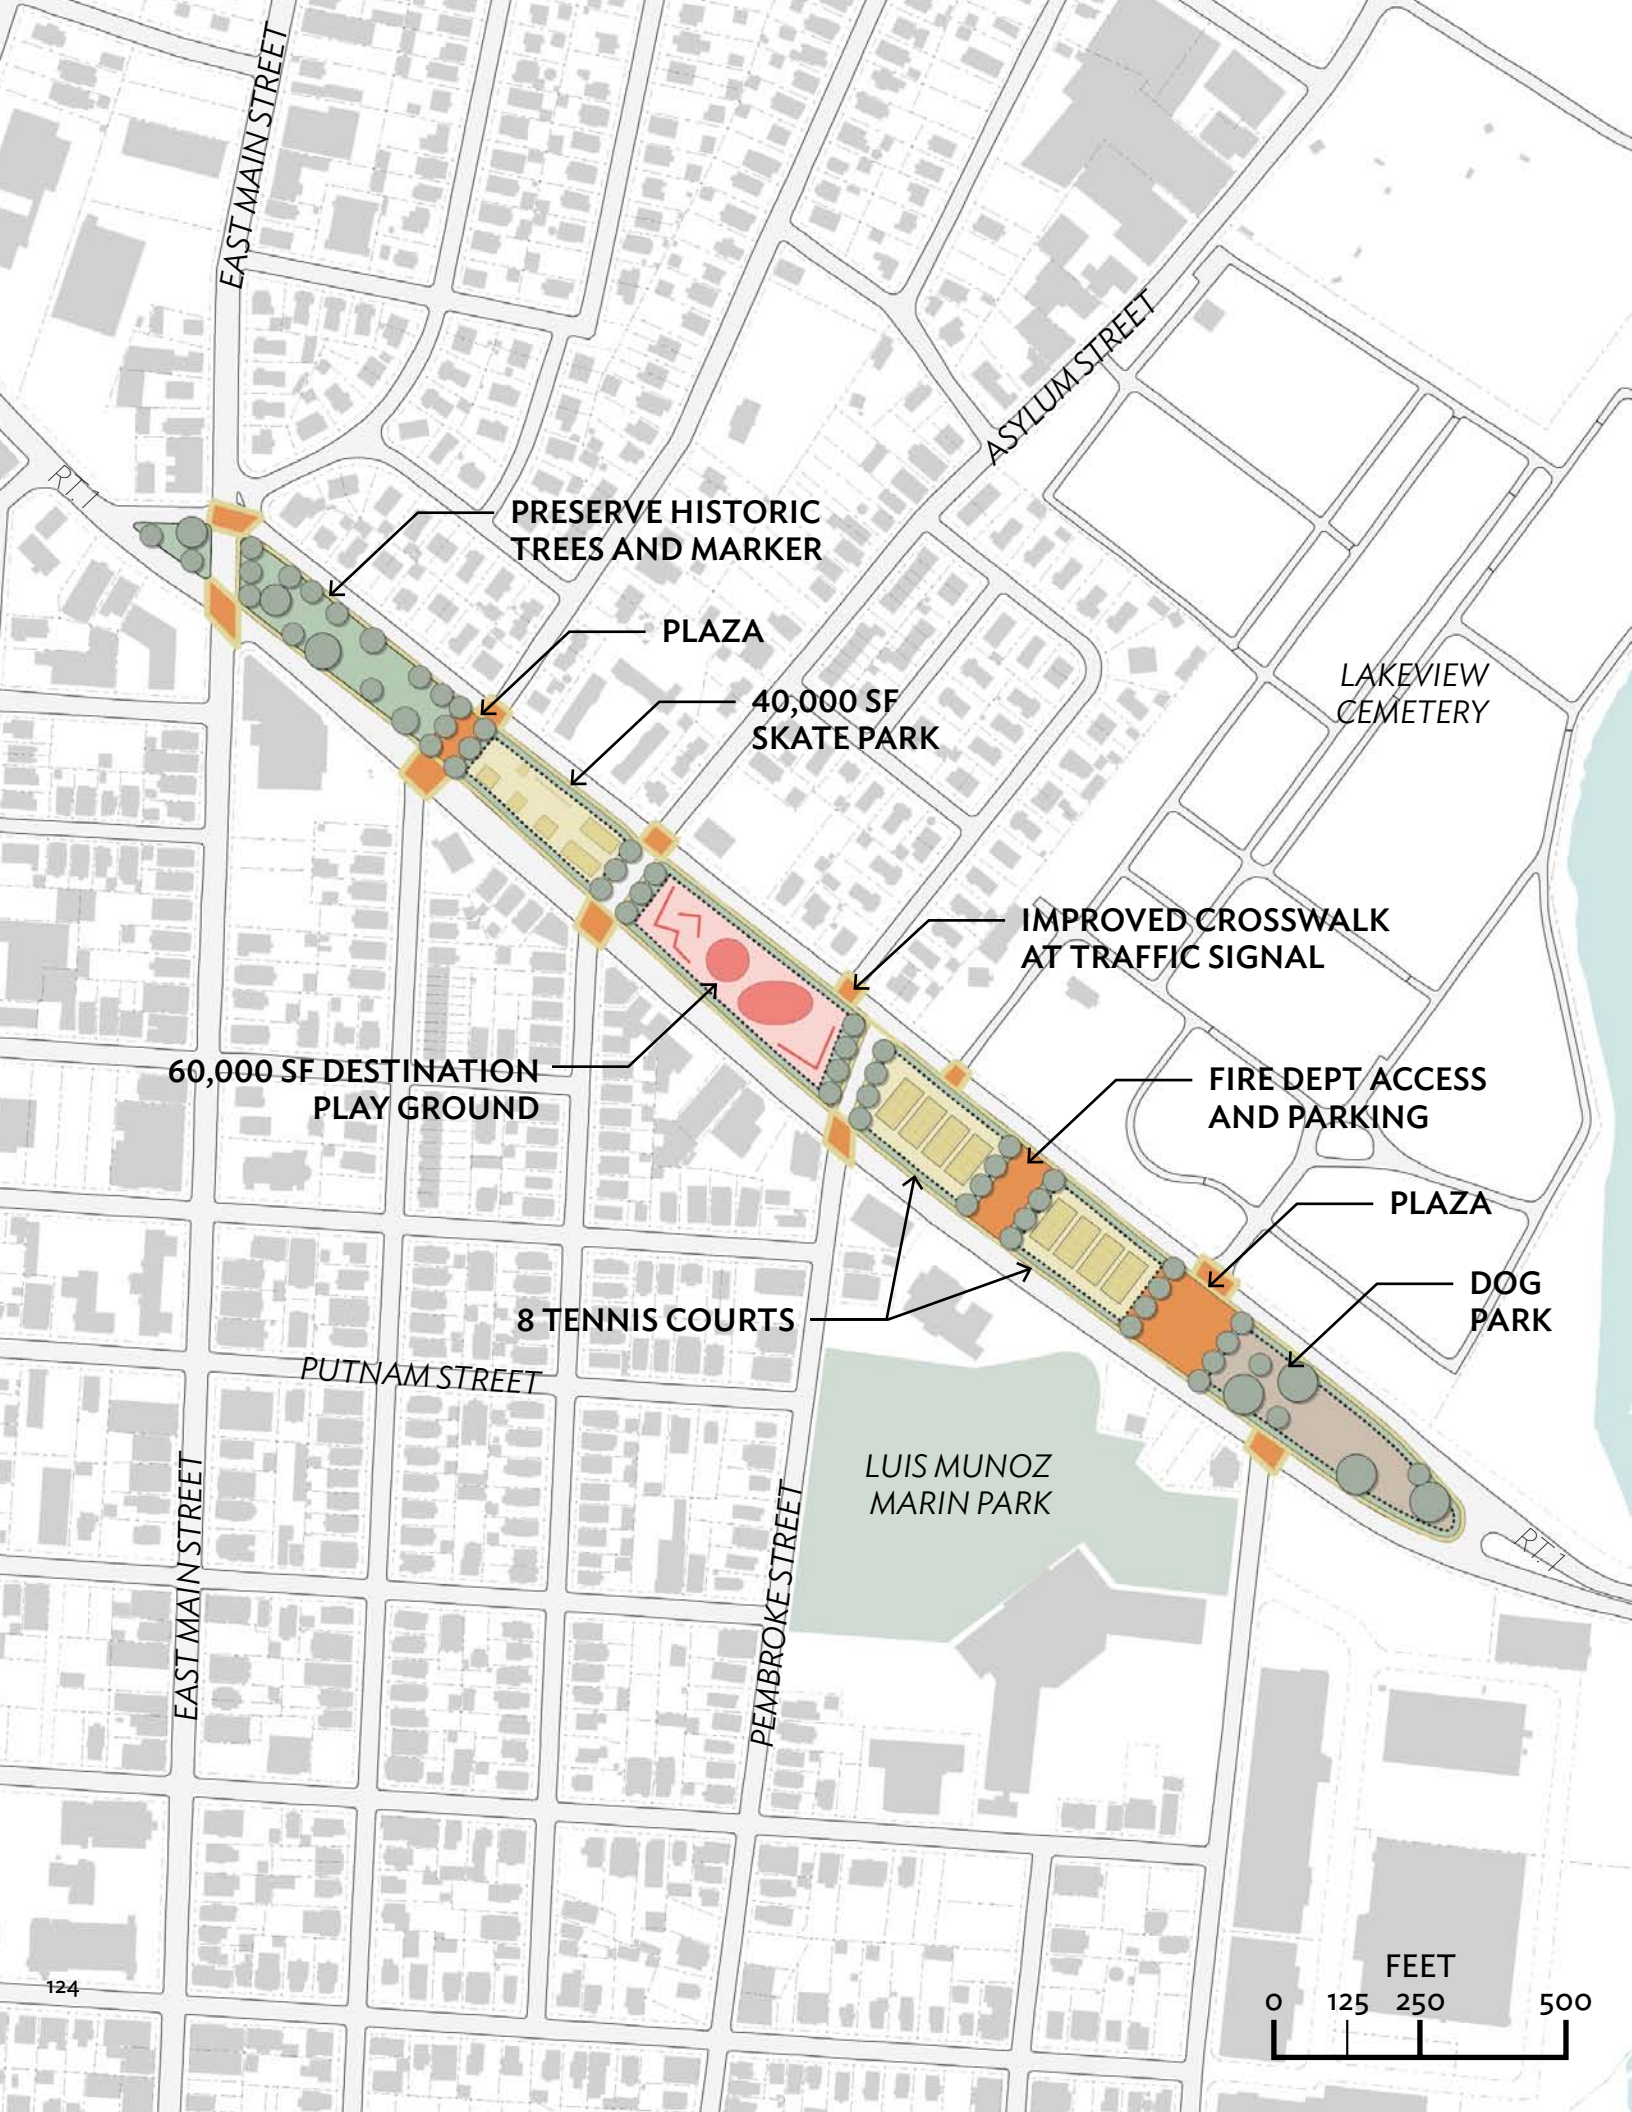 EAST MAIN STREET
ASYLUM STREET
RT. 1
PRESERVE HISTORIC
TREES AND MARKER
PLAZA
40,000 SF
SKATE PARK
LAKEVIEW
CEMETERY
IMPROVED CROSSWALK
AT TRAFFIC SIGNAL
60,000 SF DESTINATION
PLAY GROUND
FIRE DEPT ACCESS
AND PARKING
PLAZA
DOG
PARK
8 TENNIS COURTS
PUTNAM STREET
LUIS MUNOZ
MARIN PARK
EAST MAIN STREET
PEMBROKE STREET
RT. 1
124
FEET
0 125 250 500